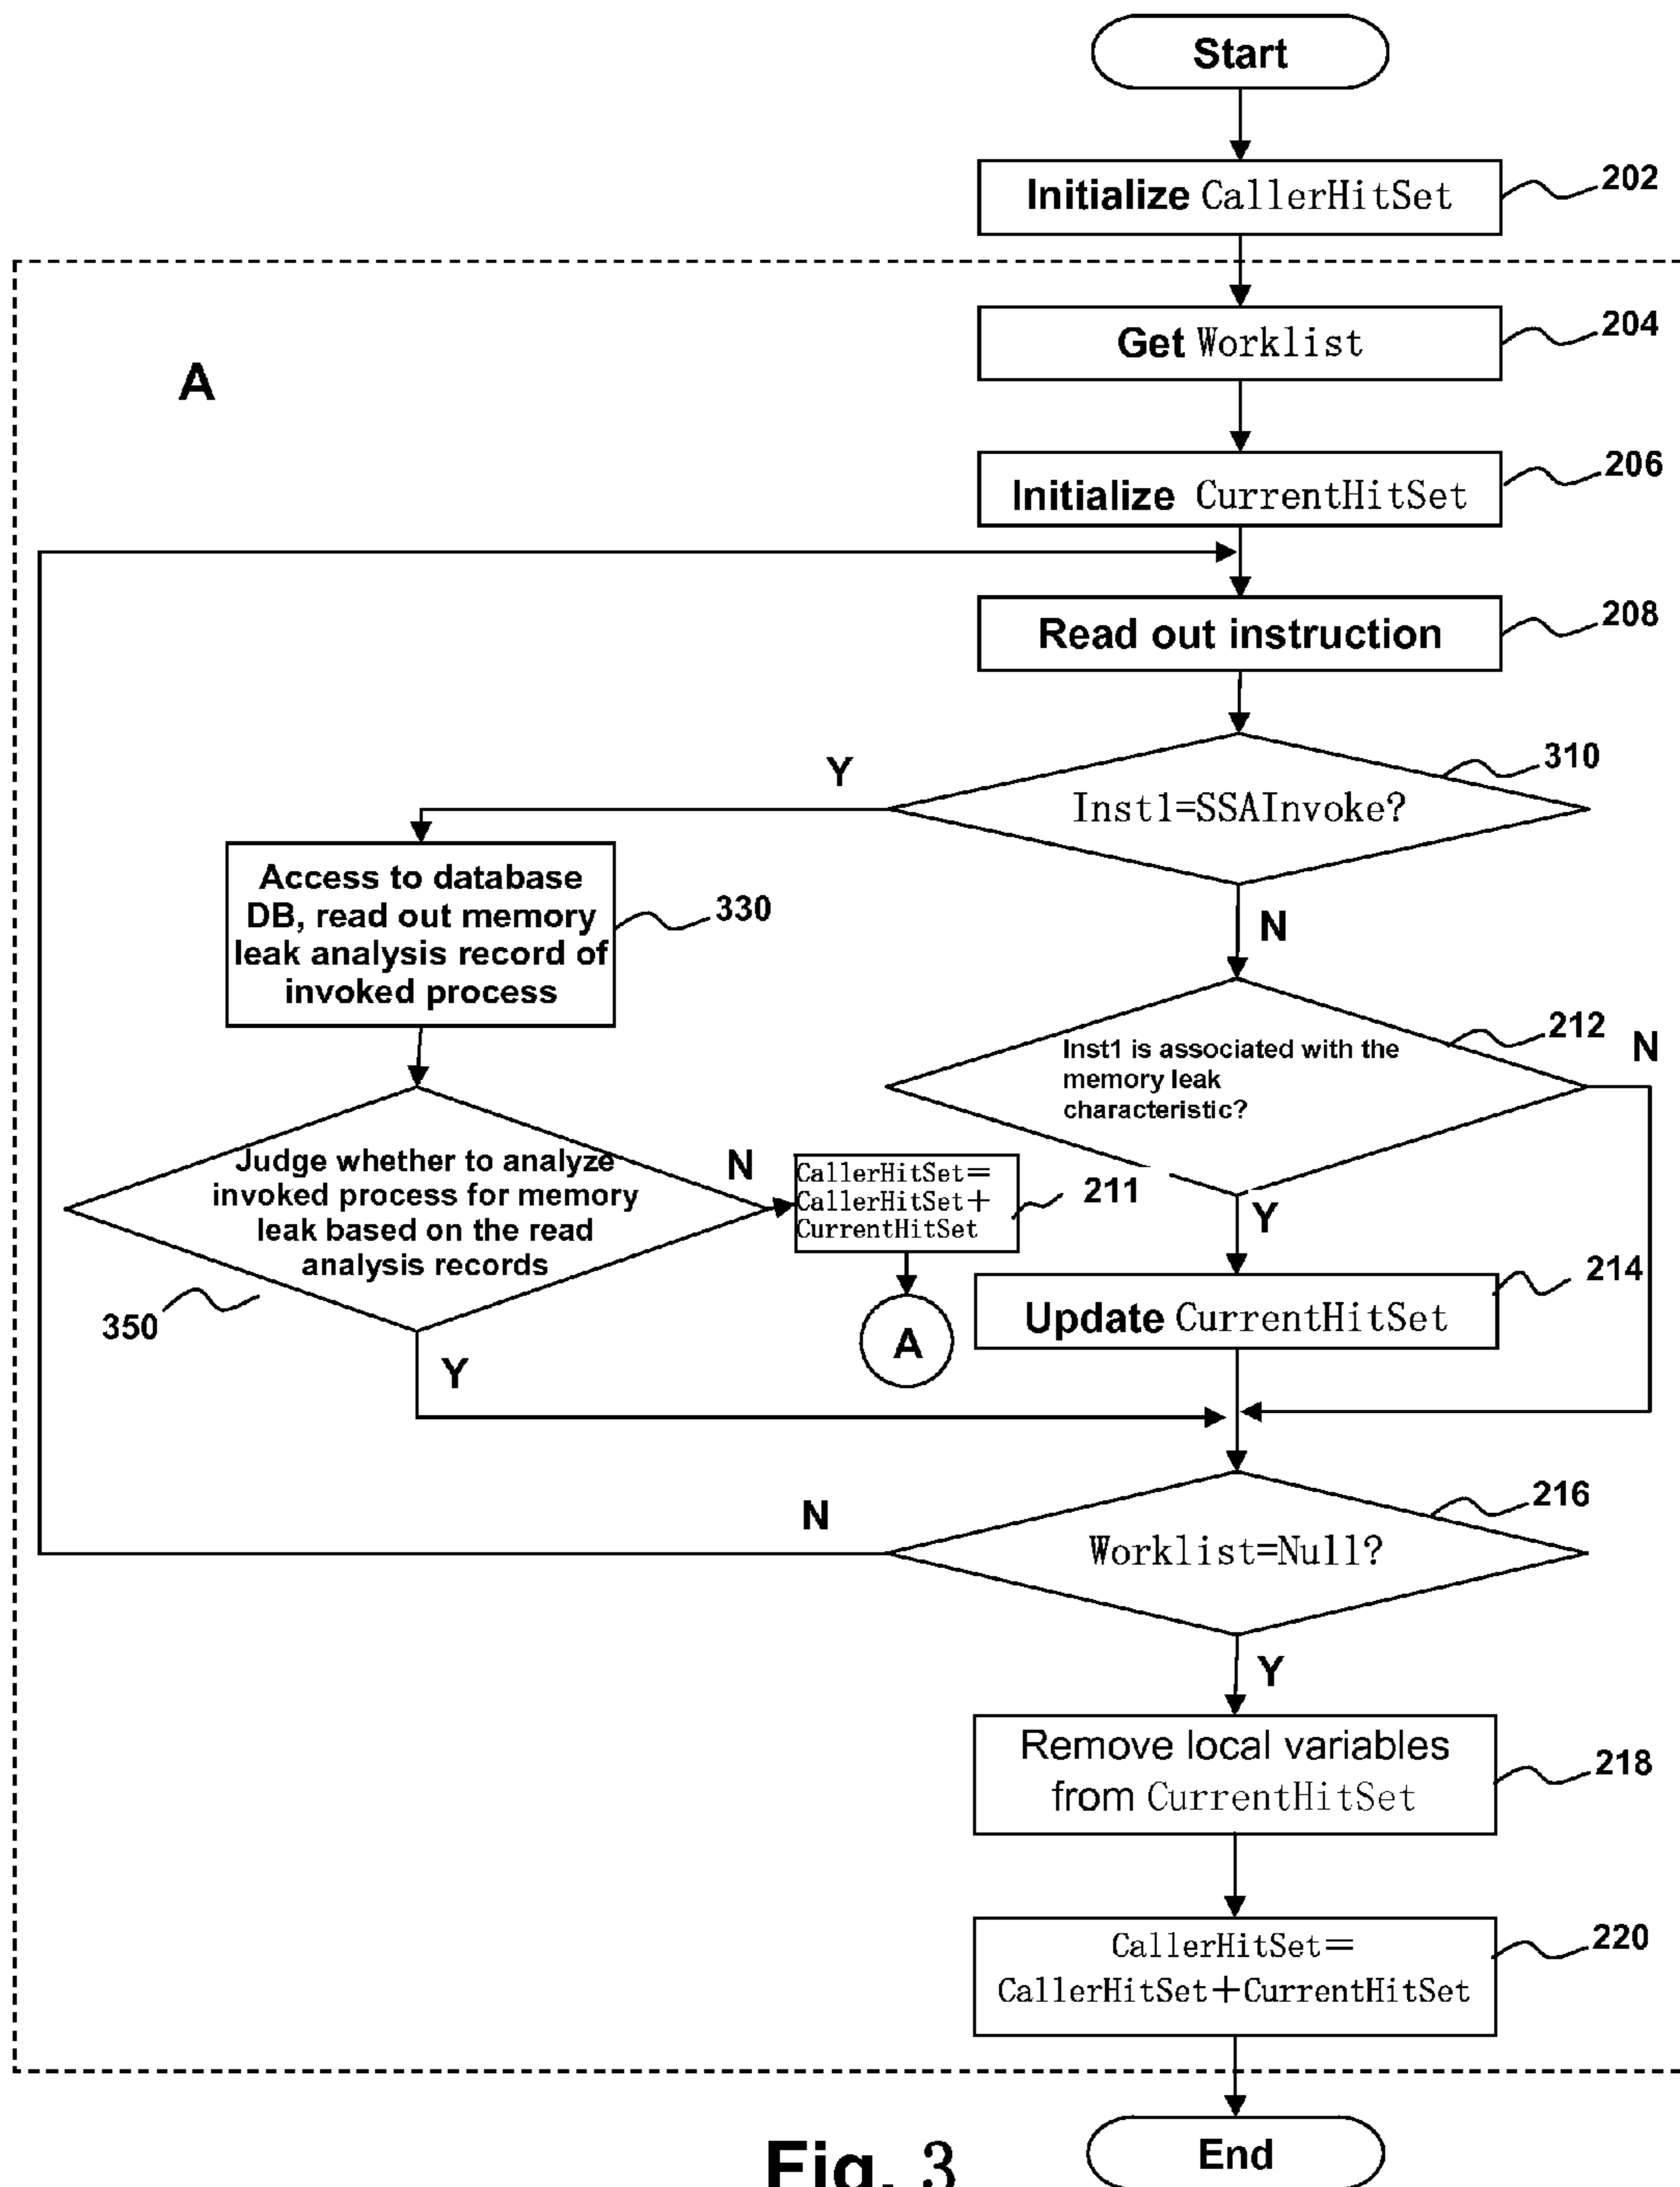 Start
Initialize CallerHitSet
202
A
Get Worklist
204
Initialize CurrentHitSet
206
Read out instruction
208
Inst1=SSAInvoke?
310
Y
N
Access to database
DB, read out memory
leak analysis record of
invoked process
330
Inst1 is associated with the
memory leak
characteristic?
212
N
Judge whether to analyze
invoked process for memory
leak based on the read
analysis records
350
N
Y
CallerHitSet=
CallerHitSet+
CurrentHitSet
211
A
Y
Update CurrentHitSet
214
Worklist=Null?
216
N
Y
Remove local variables
from CurrentHitSet
218
CallerHitSet=
CallerHitSet+CurrentHitSet
220
End
Fig. 3